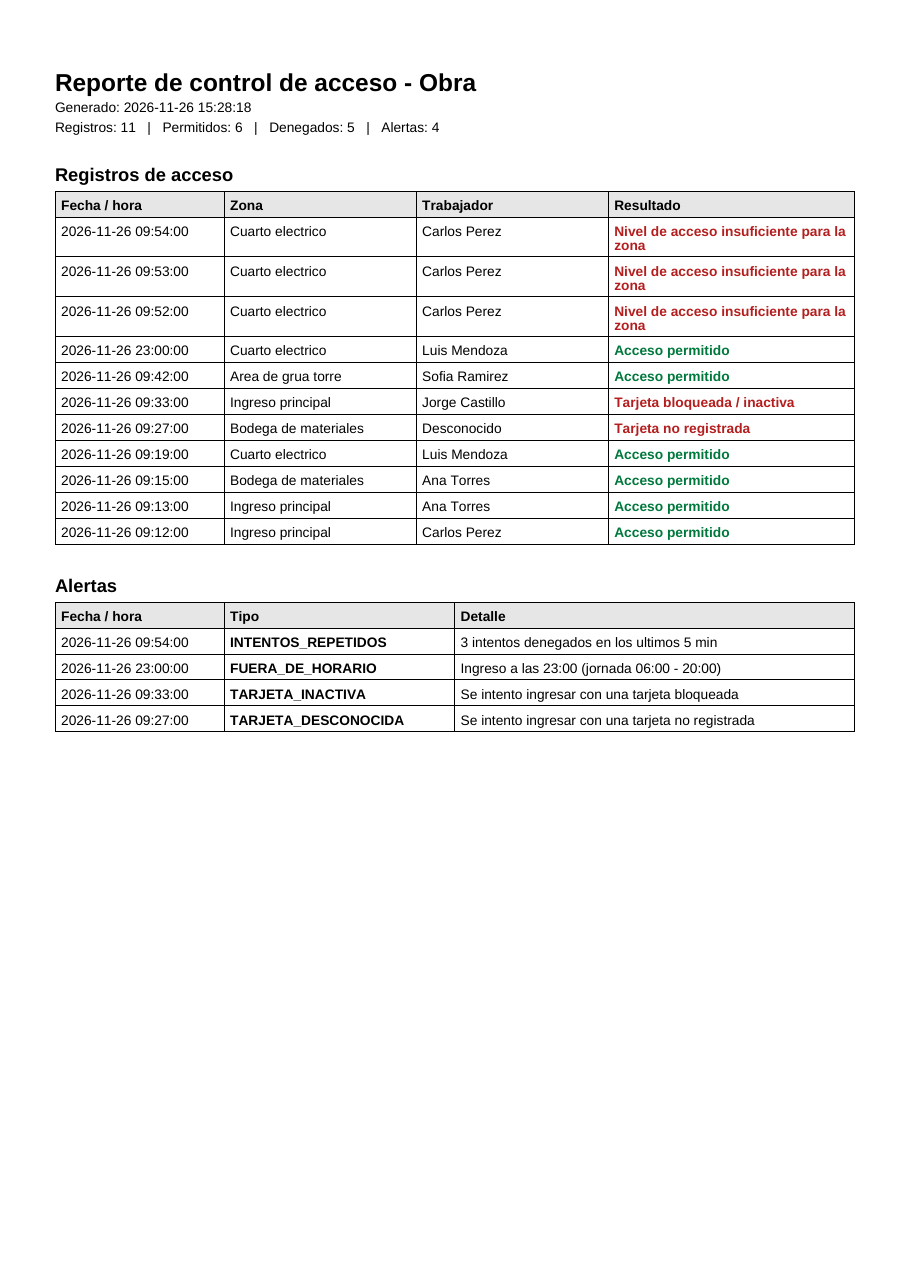 Reporte de control de acceso - Obra
Generado: 2026-11-26 15:28:18
Registros: 11 | Permitidos: 6 | Denegados: 5 | Alertas: 4
Registros de acceso
Fecha / hora Zona Trabajador Resultado
2026-11-26 09:54:00 Cuarto electrico Carlos Perez Nivel de acceso insuficiente para la
zona
2026-11-26 09:53:00 Cuarto electrico Carlos Perez Nivel de acceso insuficiente para la
zona
2026-11-26 09:52:00 Cuarto electrico Carlos Perez Nivel de acceso insuficiente para la
zona
2026-11-26 23:00:00 Cuarto electrico Luis Mendoza Acceso permitido
2026-11-26 09:42:00 Area de grua torre Sofia Ramirez Acceso permitido
2026-11-26 09:33:00 Ingreso principal Jorge Castillo Tarjeta bloqueada / inactiva
2026-11-26 09:27:00 Bodega de materiales Desconocido Tarjeta no registrada
2026-11-26 09:19:00 Cuarto electrico Luis Mendoza Acceso permitido
2026-11-26 09:15:00 Bodega de materiales Ana Torres Acceso permitido
2026-11-26 09:13:00 Ingreso principal Ana Torres Acceso permitido
2026-11-26 09:12:00 Ingreso principal Carlos Perez Acceso permitido
Alertas
Fecha / hora Tipo Detalle
2026-11-26 09:54:00 INTENTOS_REPETIDOS 3 intentos denegados en los ultimos 5 min
2026-11-26 23:00:00 FUERA_DE_HORARIO Ingreso a las 23:00 (jornada 06:00 - 20:00)
2026-11-26 09:33:00 TARJETA_INACTIVA Se intento ingresar con una tarjeta bloqueada
2026-11-26 09:27:00 TARJETA_DESCONOCIDA Se intento ingresar con una tarjeta no registrada